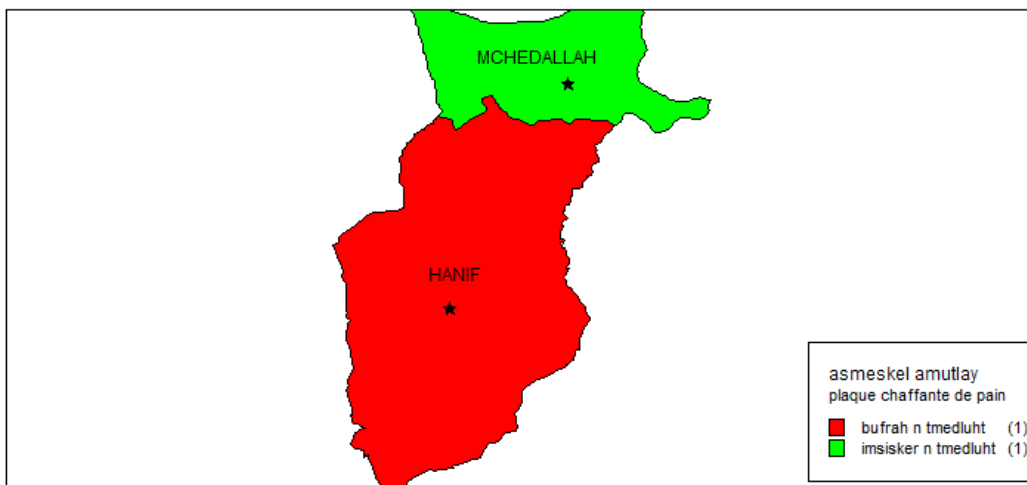 MCHEDALLAH
HANIF
asmeskel amutlay
plaque chaffante de pain
bufrah n tmedluht (1)
imsisker n tmedluht (1)